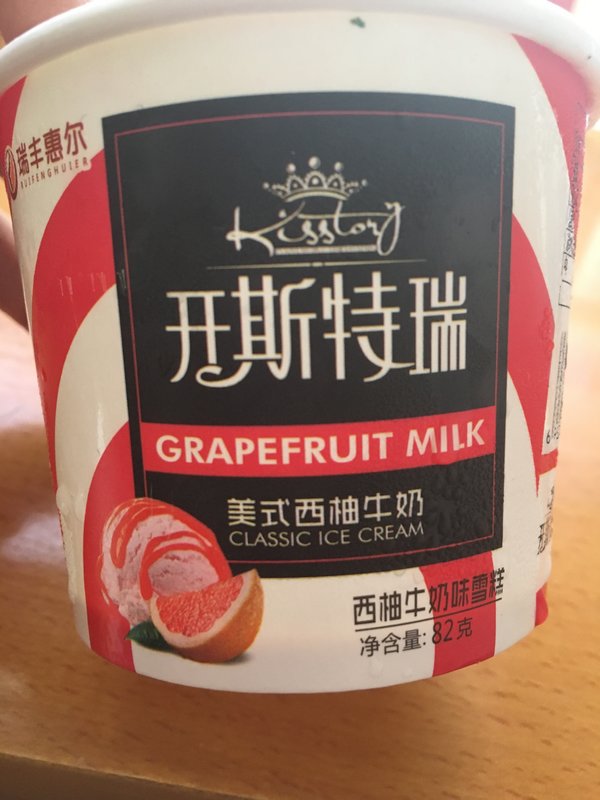 瑞丰惠尔
RUIFENGHUIER
Kisstory
开斯特瑞
GRAPEFRUIT MILK
美式西柚牛奶
CLASSIC ICE CREAM
西柚牛奶味雪糕
净含量:82克